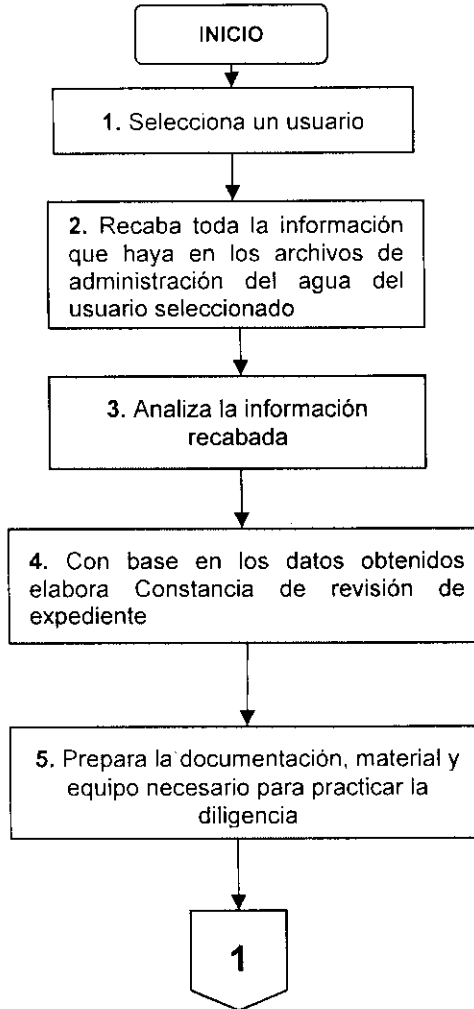 INICIO
1. Selecciona un usuario
2. Recaba toda la información
que haya en los archivos de
administración del agua del
usuario seleccionado
3. Analiza la información
recabada
4. Con base en los datos obtenidos
elabora Constancia de revisión de
expediente
5. Prepara la documentación, material y
equipo necesario para practicar la
diligencia
1